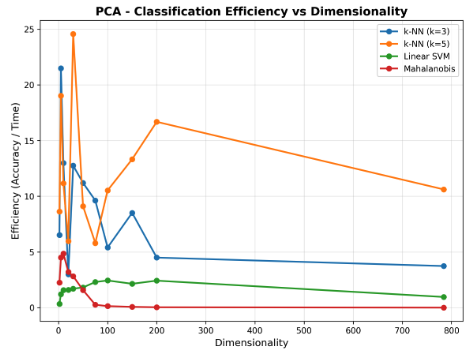 PCA - Classification Efficiency vs Dimensionality
k-NN (k=3)
k-NN (k=5)
Linear SVM
Mahalanobis
Efficiency (Accuracy / Time)
25
20
15
10
5
0
0 100 200 300 400 500 600 700 800
Dimensionality